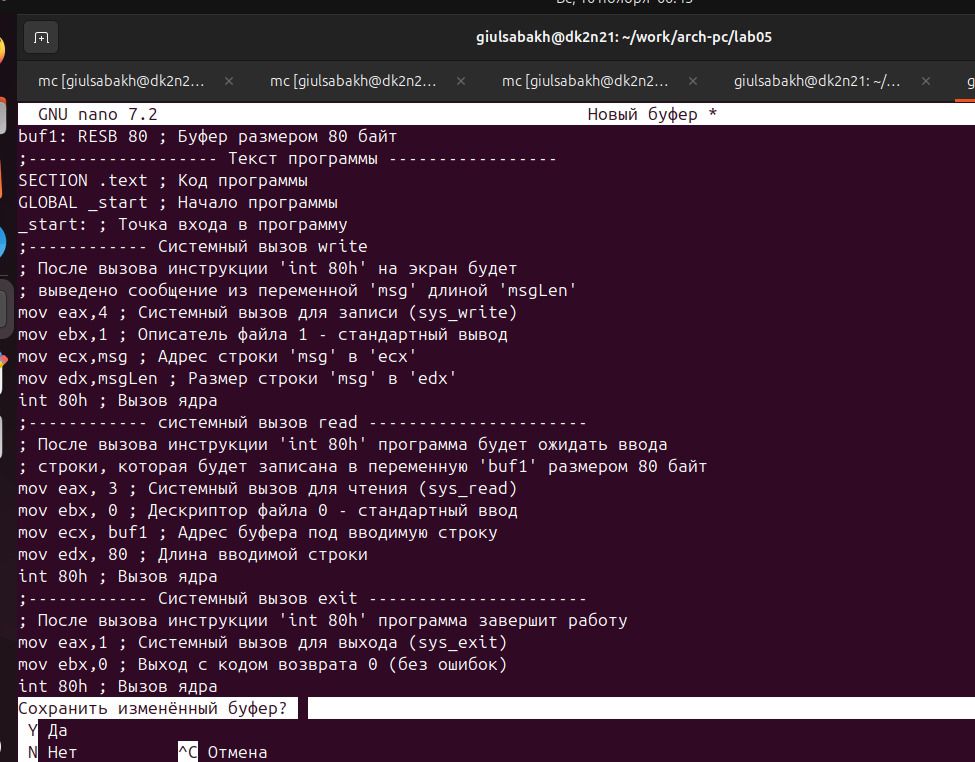 giulsabakh@dk2n21: ~/work/arch-pc/lab05
mc [giulsabakh@dk2n2... × mc [giulsabakh@dk2n2... × mc [giulsabakh@dk2n2... × giulsabakh@dk2n21: ~/... × g
GNU nano 7.2 Новый буфер *
buf1: RESB 80 ; Буфер размером 80 байт
;------------------- Текст программы -----------------
SECTION .text ; Код программы
GLOBAL _start ; Начало программы
_start: ; Точка входа в программу
;------------ Системный вызов write
; После вызова инструкции 'int 80h' на экран будет
; выведено сообщение из переменной 'msg' длиной 'msgLen'
mov eax,4 ; Системный вызов для записи (sys_write)
mov ebx,1 ; Описатель файла 1 - стандартный вывод
mov ecx,msg ; Адрес строки 'msg' в 'ecx'
mov edx,msgLen ; Размер строки 'msg' в 'edx'
int 80h ; Вызов ядра
;------------ системный вызов read ----------------------
; После вызова инструкции 'int 80h' программа будет ожидать ввода
; строки, которая будет записана в переменную 'buf1' размером 80 байт
mov eax, 3 ; Системный вызов для чтения (sys_read)
mov ebx, 0 ; Дескриптор файла 0 - стандартный ввод
mov ecx, buf1 ; Адрес буфера под вводимую строку
mov edx, 80 ; Длина вводимой строки
int 80h ; Вызов ядра
;------------ Системный вызов exit ----------------------
; После вызова инструкции 'int 80h' программа завершит работу
mov eax,1 ; Системный вызов для выхода (sys_exit)
mov ebx,0 ; Выход с кодом возврата 0 (без ошибок)
int 80h ; Вызов ядра
Сохранить изменённый буфер?
Y Да
N Нет ^C Отмена